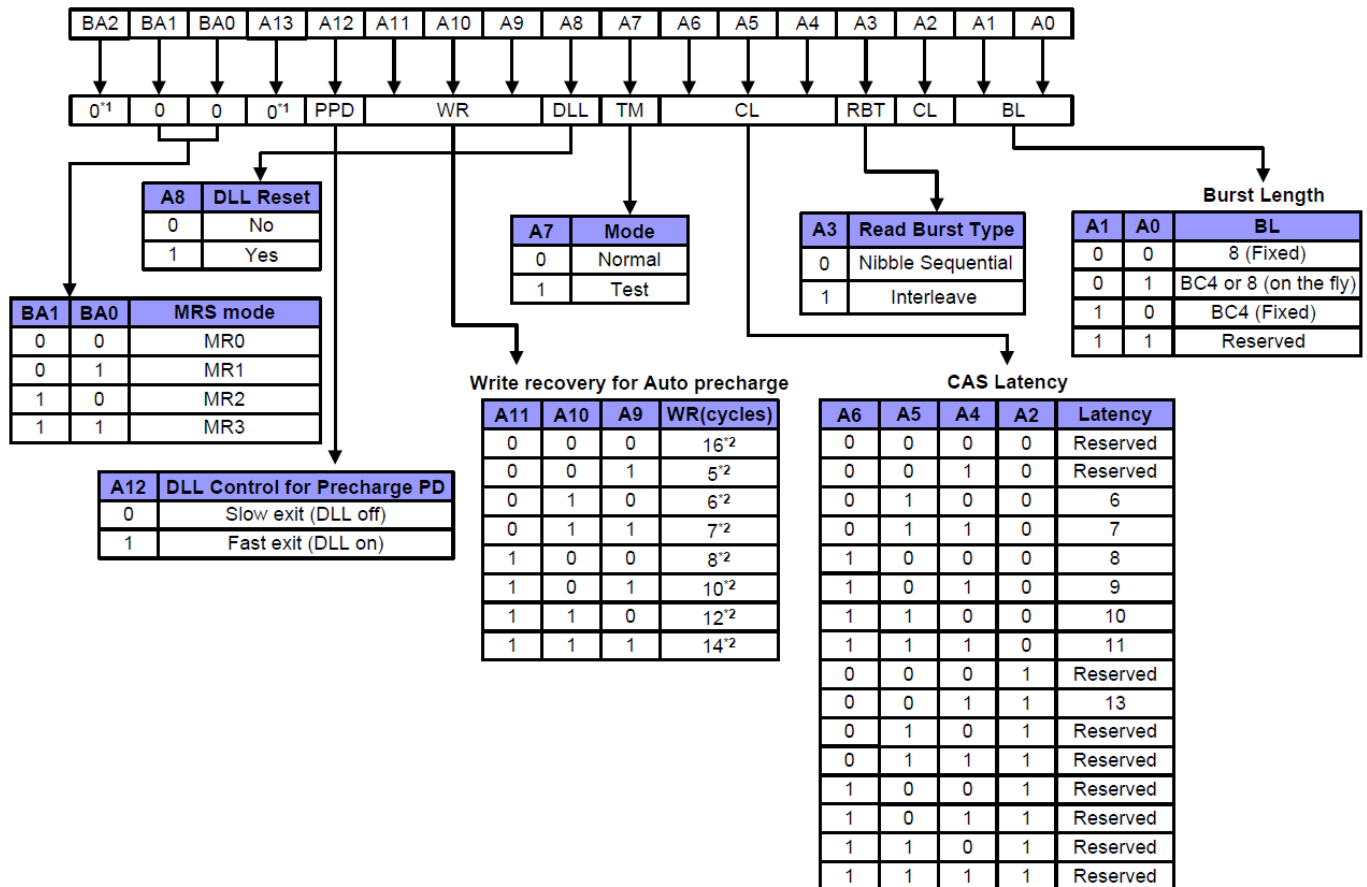 BA2 BA1 BA0 A13 A12 A11 A10 A9 A8 A7 A6 A5 A4 A3 A2 A1 A0
0*1 0 0 0*1 PPD WR DLL TM CL RBT CL BL
A8 DLL Reset
0 No
1 Yes
BA1 BA0 MRS mode
0 0 MR0
0 1 MR1
1 0 MR2
1 1 MR3
A12 DLL Control for Precharge PD
0 Slow exit (DLL off)
1 Fast exit (DLL on)
A7 Mode
0 Normal
1 Test
Write recovery for Auto precharge
A11 A10 A9 WR(cycles)
0 0 0 16*2
0 0 1 5*2
0 1 0 6*2
0 1 1 7*2
1 0 0 8*2
1 0 1 10*2
1 1 0 12*2
1 1 1 14*2
A3 Read Burst Type
0 Nibble Sequential
1 Interleave
Burst Length
A1 A0 BL
0 0 8 (Fixed)
0 1 BC4 or 8 (on the fly)
1 0 BC4 (Fixed)
1 1 Reserved
CAS Latency
A6 A5 A4 A2 Latency
0 0 0 0 Reserved
0 0 1 0 Reserved
0 1 0 0 6
0 1 1 0 7
1 0 0 0 8
1 0 1 0 9
1 1 0 0 10
1 1 1 0 11
0 0 0 1 Reserved
0 0 1 1 13
0 1 0 1 Reserved
0 1 1 1 Reserved
1 0 0 1 Reserved
1 0 1 1 Reserved
1 1 0 1 Reserved
1 1 1 1 Reserved